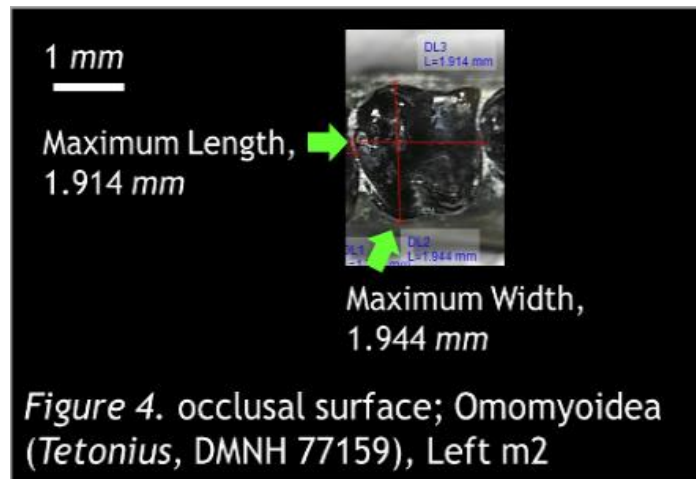 1 mm
DL3
L=1.914 mm
Maximum Length,
1.914 mm
DL1
DL2
L=1.944 mm
Maximum Width,
1.944 mm
Figure 4. occlusal surface; Omomyoidea
(Tetonius, DMNH 77159), Left m2